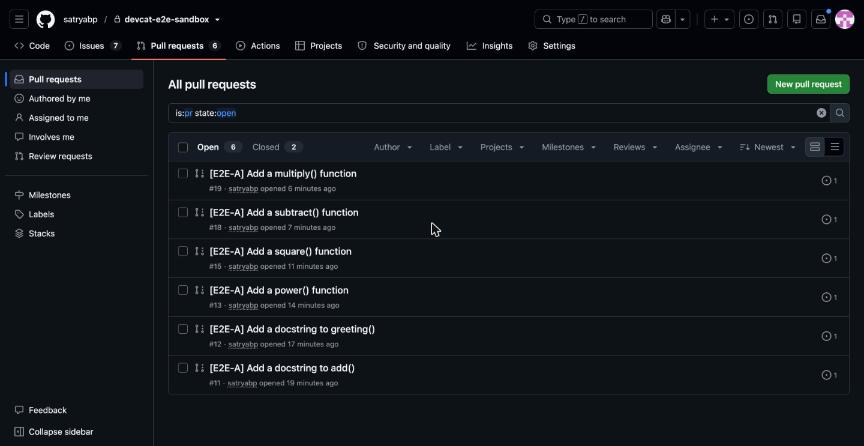 satryabp / devcat-e2e-sandbox
Type / to search
Code
Issues 7
Pull requests 6
Actions
Projects
Security and quality
Insights
Settings
Pull requests
Authored by me
Assigned to me
Involves me
Review requests
Milestones
Labels
Stacks
Feedback
Collapse sidebar
All pull requests
New pull request
is:pr state:open
Open 6 Closed 2 Author Label Projects Milestones Reviews Assignee Newest
[E2E-A] Add a multiply() function
#19 · satryabp opened 6 minutes ago
1
[E2E-A] Add a subtract() function
#18 · satryabp opened 7 minutes ago
1
[E2E-A] Add a square() function
#15 · satryabp opened 11 minutes ago
1
[E2E-A] Add a power() function
#13 · satryabp opened 14 minutes ago
1
[E2E-A] Add a docstring to greeting()
#12 · satryabp opened 17 minutes ago
1
[E2E-A] Add a docstring to add()
#11 · satryabp opened 19 minutes ago
1